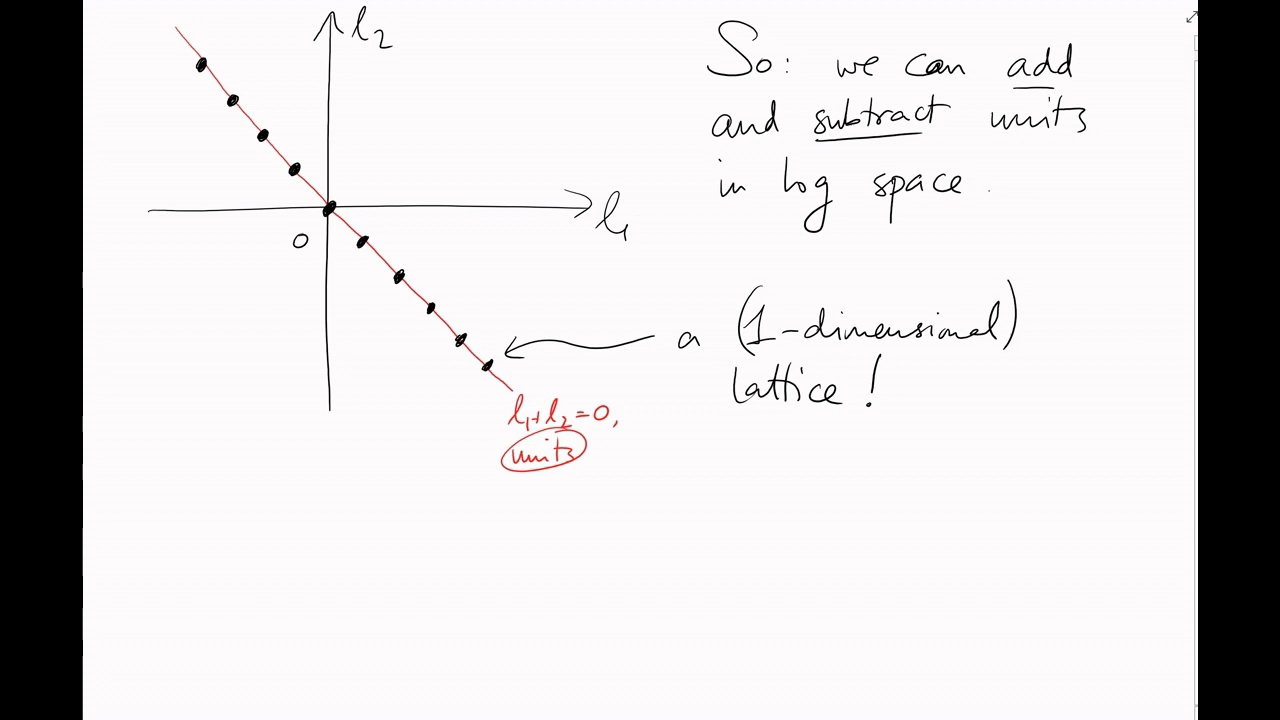 l₂
So: we can add
and subtract units
in log space.
l₁
0
a (1-dimensional)
lattice!
l₁+l₂=0,
units